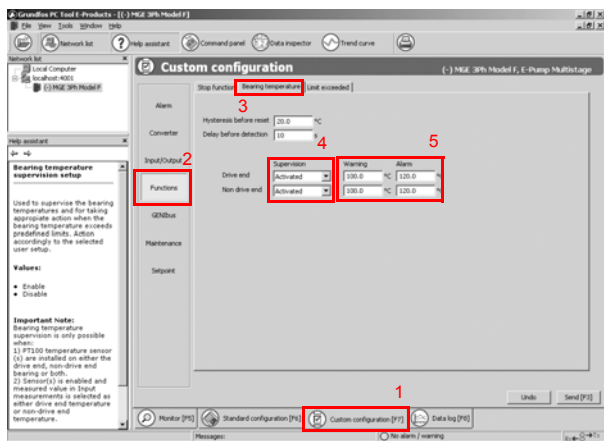 Grundfos PC Tool E-Products - [(-) MGE 3Ph Model F]
File View Tools Window Help
Network list
Help assistant
Command panel
Data inspector
Trend curve
Network list
Local Computer
localhost:4001
(-) MGE 3Ph Model F
Custom configuration
(-) MGE 3Ph Model F, E-Pump Multistage
Stop function
Bearing temperature
Limit exceeded
3
Alarm
Converter
Input/Output
2
Functions
GENIbus
Maintenance
Setpoint
Hysteresis before reset 20.0 °C
Delay before detection 10 s
4
5
Supervision Warning Alarm
Drive end Activated 100.0 °C 120.0 °C
Non drive end Activated 100.0 °C 120.0 °C
Help assistant
Bearing temperature
supervision setup
Used to supervise the bearing
temperatures and for taking
appropiate action when the
bearing temperature exceeds
predefined limits. Action
accordingly to the selected
user setup.
Values:
• Enable
• Disable
Important Note:
Bearing temperature
supervision is only possible
when:
1) PT100 temperature sensor
(s) are installed on either the
drive end, non-drive end
bearing or both.
2) Sensor(s) is enabled and
measured value in Input
measurements is selected as
either drive end temperature
or non-drive end
temperature.
Undo
Send [F3]
1
Monitor [F5]
Standard configuration [F6]
Custom configuration [F7]
Data log [F8]
Messages:
No alarm / warning